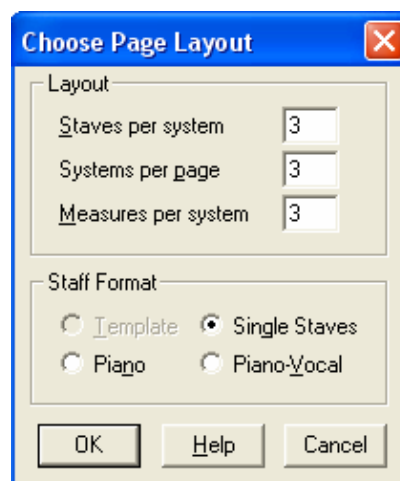 Choose Page Layout
Layout
Staves per system 3
Systems per page 3
Measures per system 3
Staff Format
Template Single Staves
Piano Piano-Vocal
OK Help Cancel